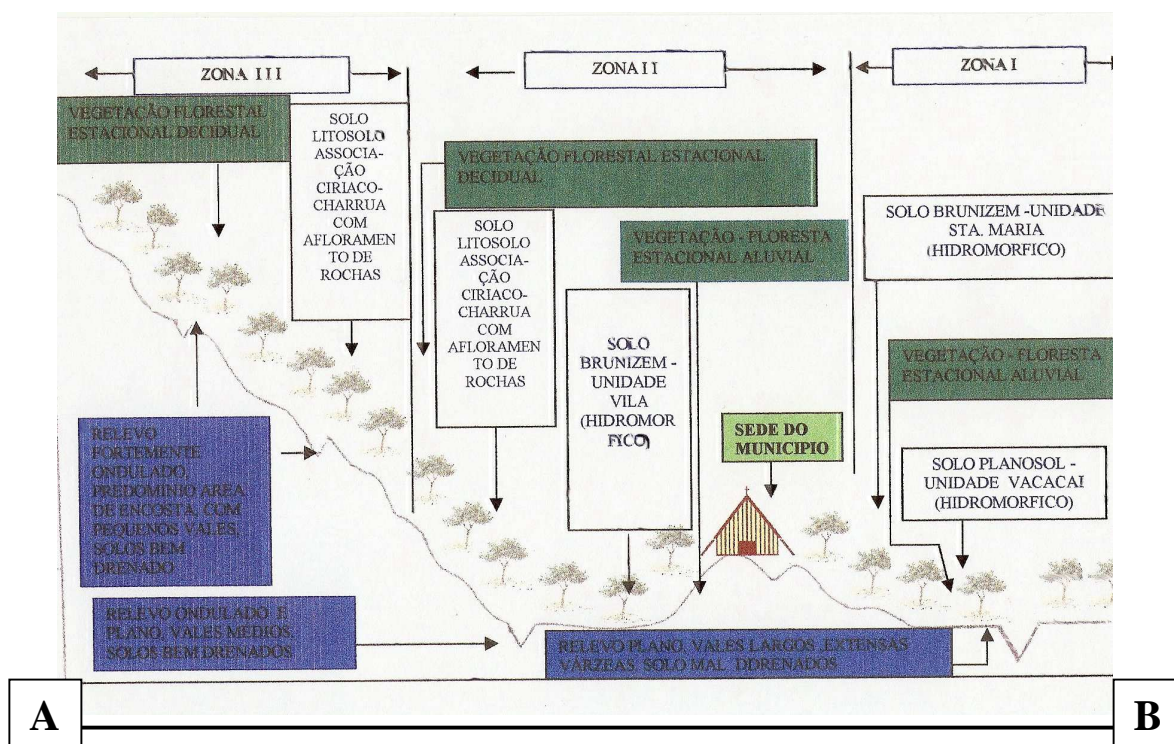 ZONA III
ZONA II
ZONA I
VEGETAÇÃO FLORESTAL
ESTACIONAL DECIDUAL
SOLO
LITOSOLO
ASSOCIA-
ÇÃO
CIRIACO-
CHARRUA
COM
AFLORAMEN
TO DE
ROCHAS
VEGETAÇÃO FLORESTAL ESTACIONAL
DECIDUAL
SOLO
LITOSOLO
ASSOCIA-
ÇÃO
CIRIACO-
CHARRUA
COM
AFLORAMEN
TO DE
ROCHAS
VEGETAÇÃO - FLORESTA
ESTACIONAL ALUVIAL
SOLO
BRUNIZEM -
UNIDADE
VILA
(HIDROMOR
FICO)
SEDE DO
MUNICIPIO
SOLO BRUNIZEM -UNIDADE
STA. MARIA
(HIDROMORFICO)
VEGETAÇÃO - FLORESTA
ESTACIONAL ALUVIAL
SOLO PLANOSOL -
UNIDADE VACACAI
(HIDROMORFICO)
RELEVO
FORTEMENTE
ONDULADO,
PREDOMINIO AREA
DE ENCOSTA, COM
PEQUENOS VALES,
SOLOS BEM
DRENADO
RELEVO ONDULADO E
PLANO, VALES MEDIOS,
SOLOS BEM DRENADOS
RELEVO PLANO, VALES LARGOS ,EXTENSAS
VARZEAS, SOLO MAL DDRENADOS
A
B